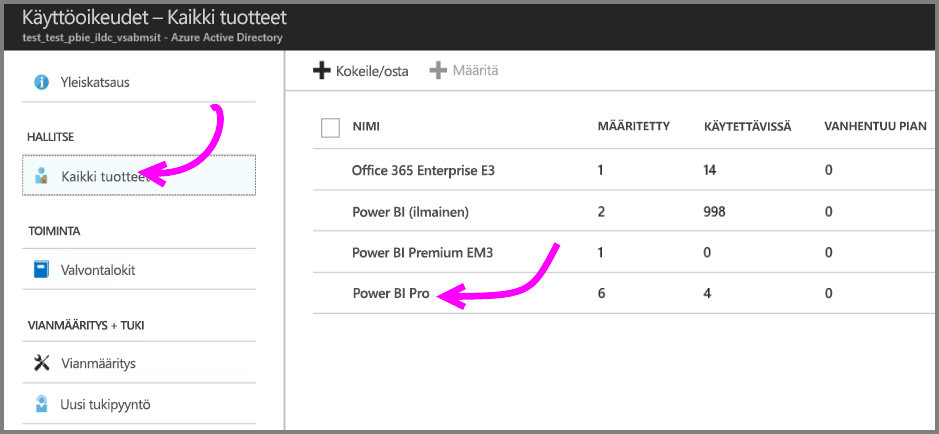 Käyttöoikeudet – Kaikki tuotteet
test_test_pbie_ildc_vsabmsit - Azure Active Directory
Yleiskatsaus
HALLITSE
Kaikki tuotteet
TOIMINTA
Valvontalokit
VIANMÄÄRITYS + TUKI
Vianmääritys
Uusi tukipyyntö
Kokeile/osta Määritä
NIMI MÄÄRITETTY KÄYTETTÄVISSÄ VANHENTUU PIAN
Office 365 Enterprise E3 1 14 0
Power BI (ilmainen) 2 998 0
Power BI Premium EM3 1 0 0
Power BI Pro 6 4 0